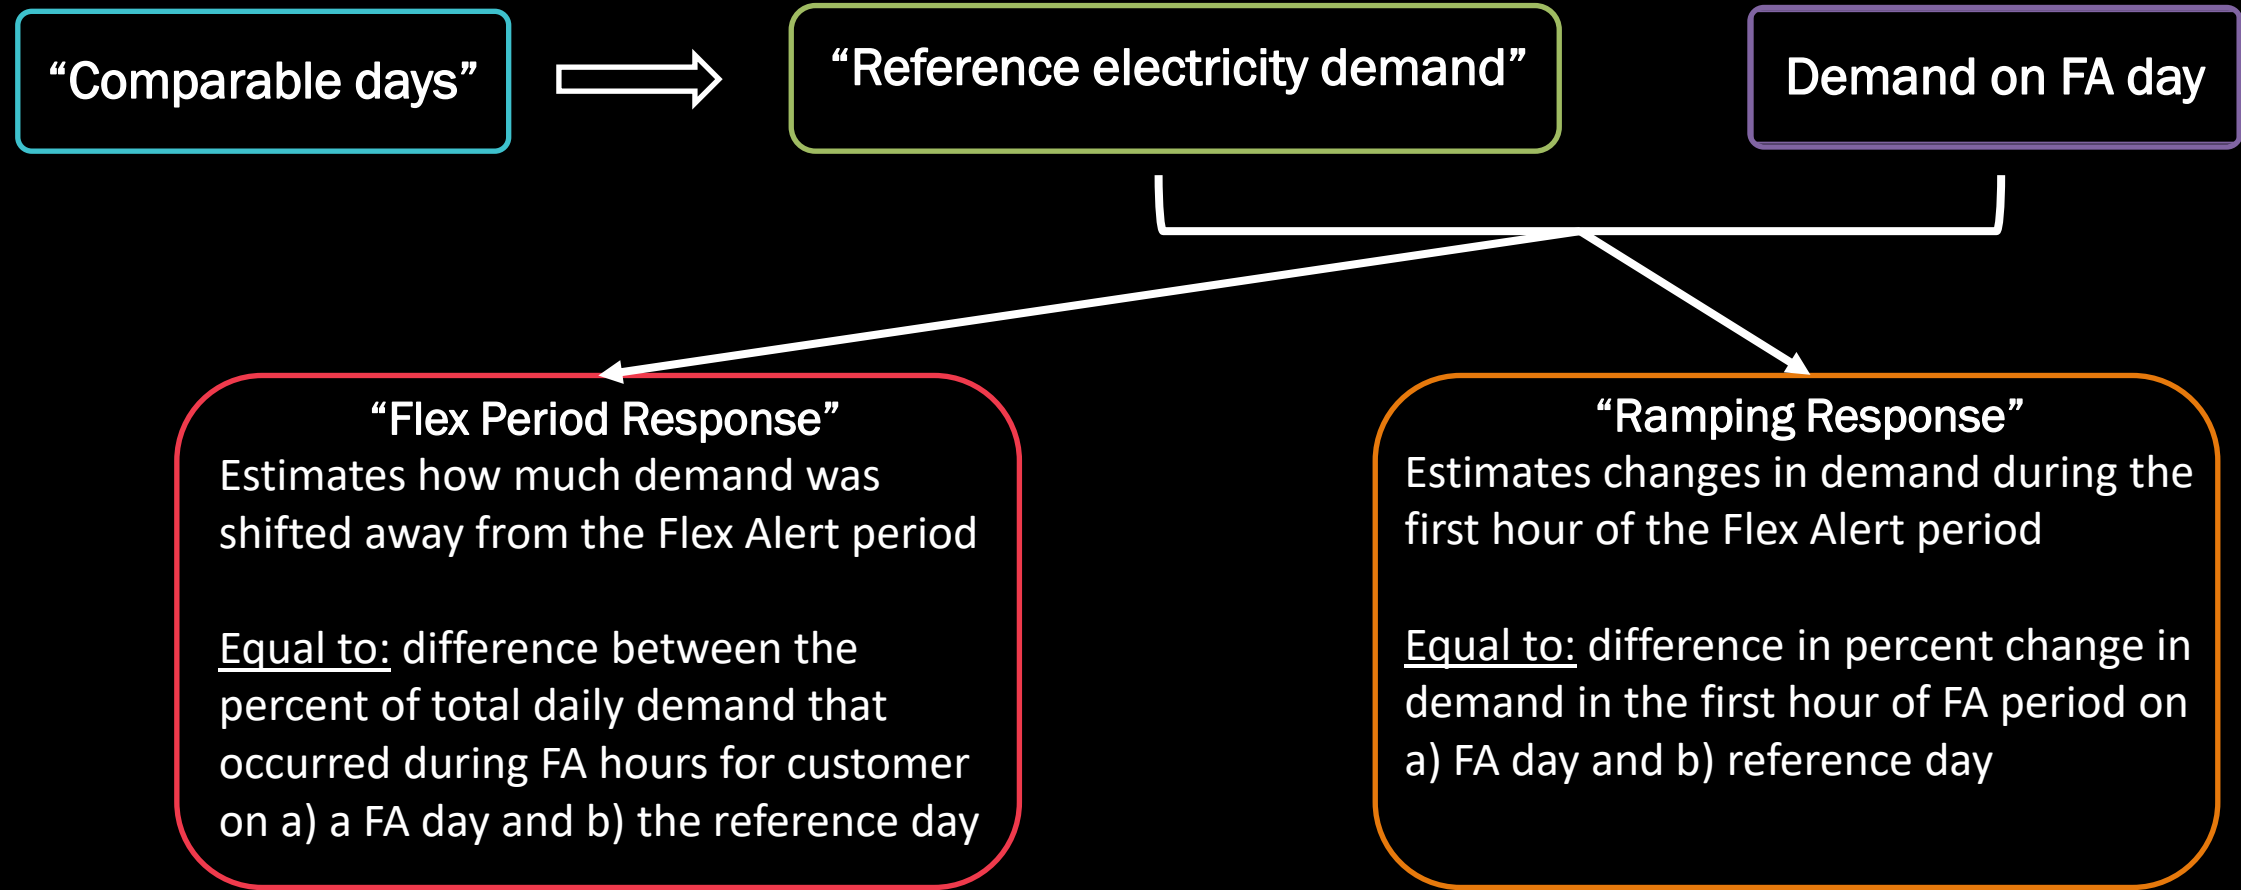 “Comparable days”
“Reference electricity demand”
Demand on FA day
“Flex Period Response”
Estimates how much demand was
shifted away from the Flex Alert period
Equal to: difference between the
percent of total daily demand that
occurred during FA hours for customer
on a) a FA day and b) the reference day
“Ramping Response”
Estimates changes in demand during the
first hour of the Flex Alert period
Equal to: difference in percent change in
demand in the first hour of FA period on
a) FA day and b) reference day